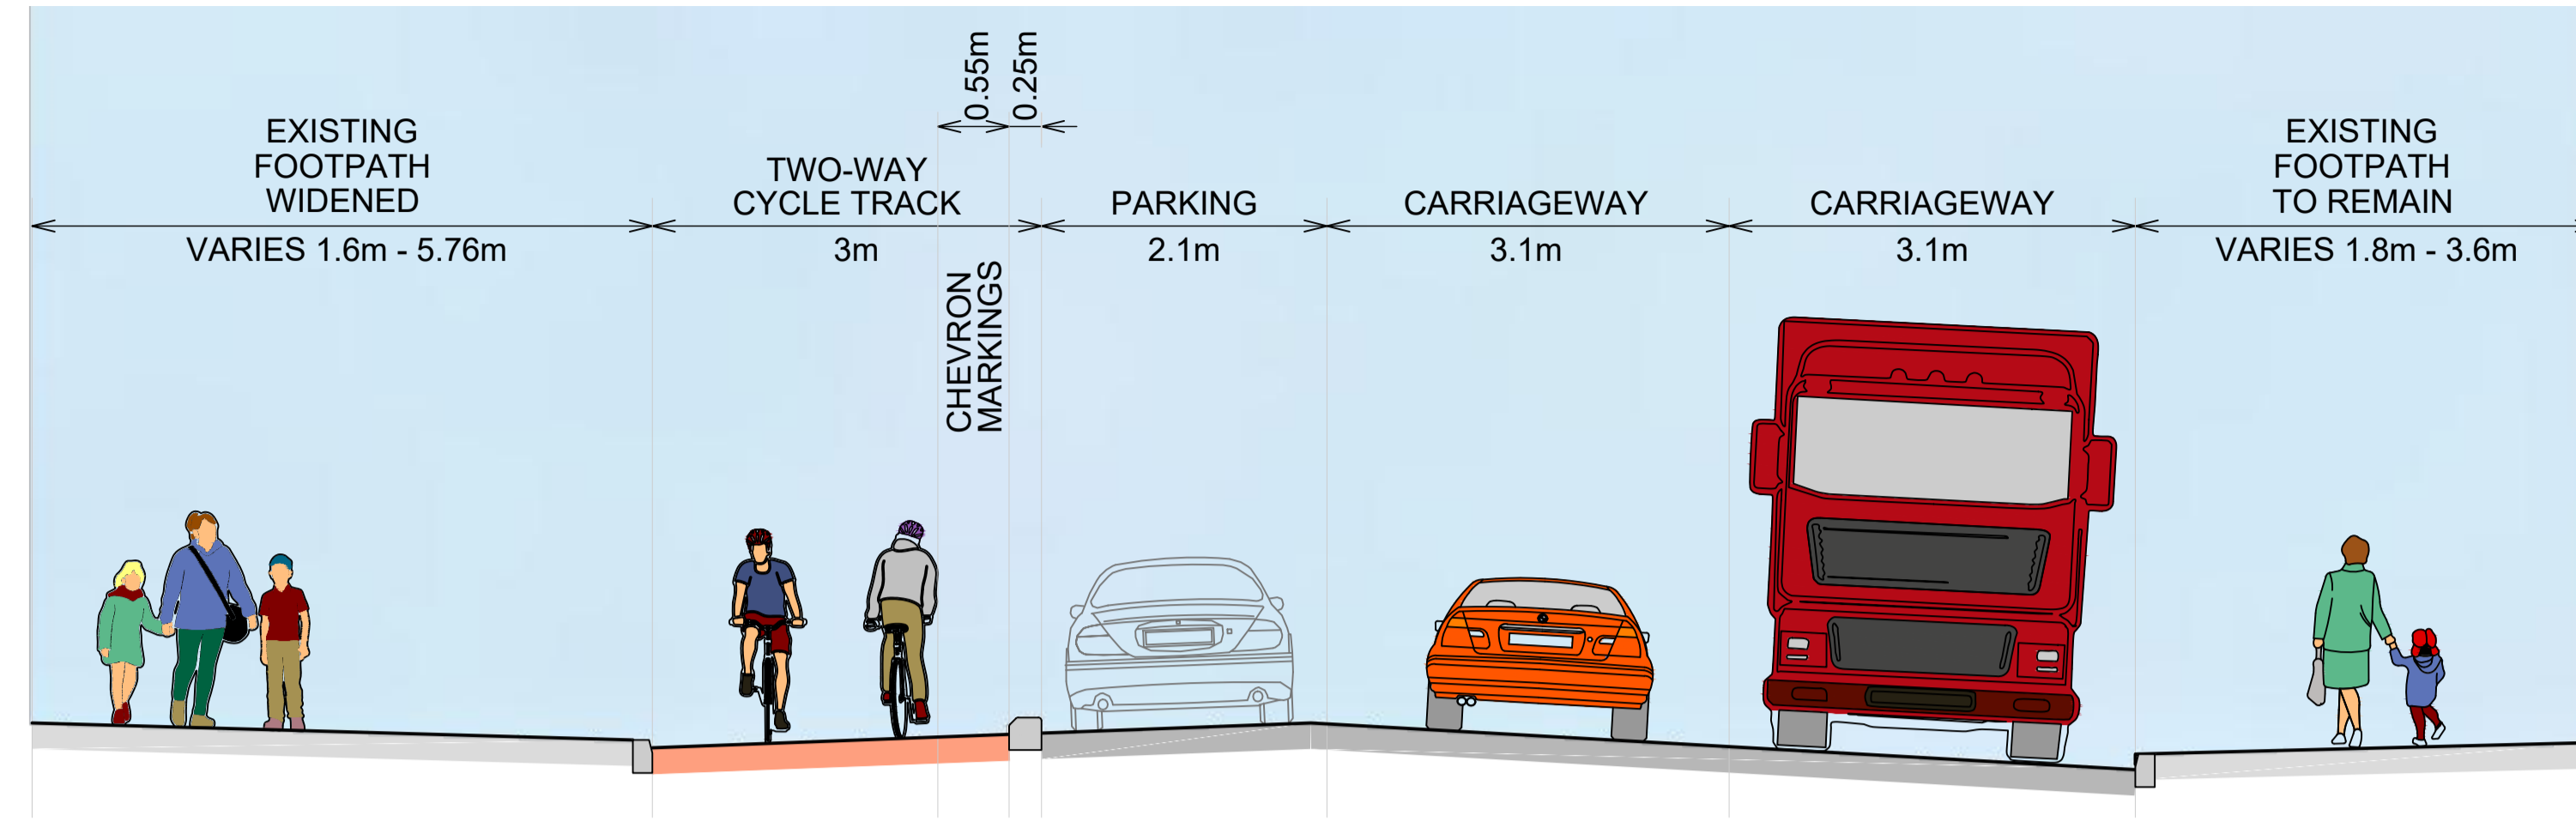 EXISTING
FOOTPATH
WIDENED
VARIES 1.6m - 5.76m
TWO-WAY
CYCLE TRACK
3m
0.55m
0.25m
CHEVRON
MARKINGS
PARKING
2.1m
CARRIAGEWAY
3.1m
CARRIAGEWAY
3.1m
EXISTING
FOOTPATH
TO REMAIN
VARIES 1.8m - 3.6m